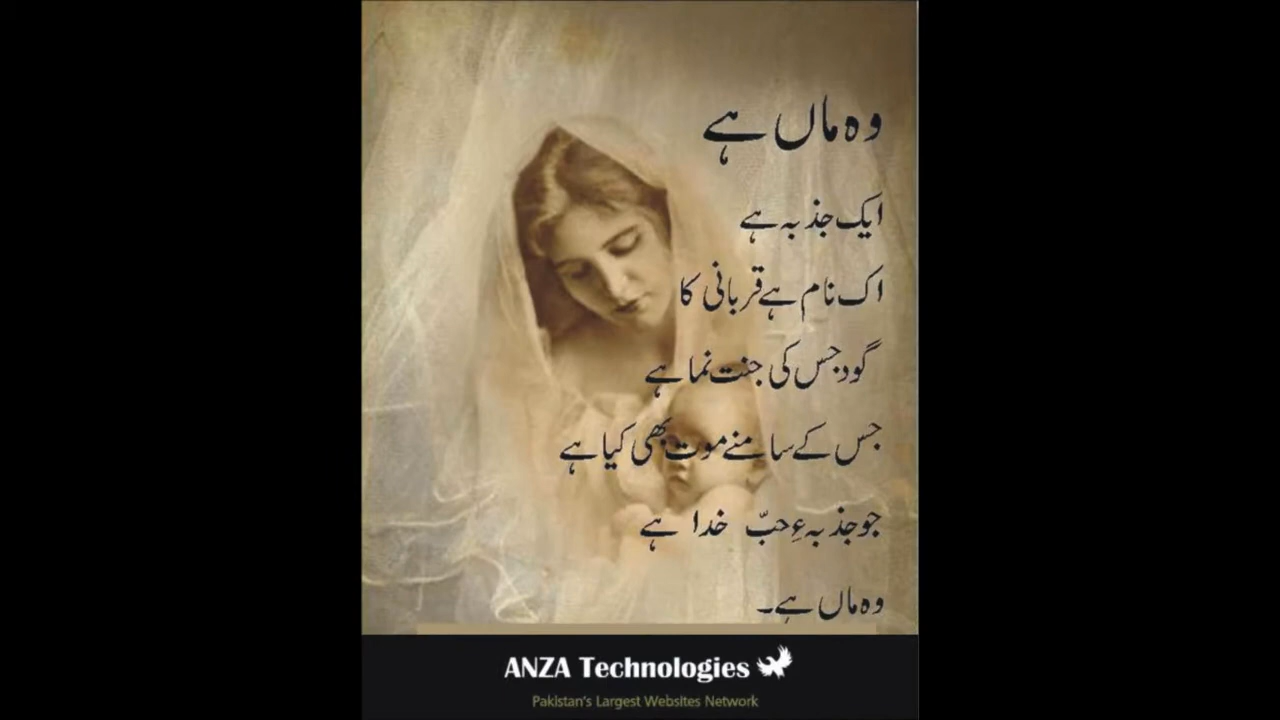 وہ ماں ہے
ایک جذبہ ہے
اک نام ہے قربانی کا
گود جس کی جنت نما ہے
جس کے سامنے موت بھی کیا ہے
جو جذبہءِ حبّ خدا ہے
وہ ماں ہے۔
ANZA Technologies
Pakistan's Largest Websites Network